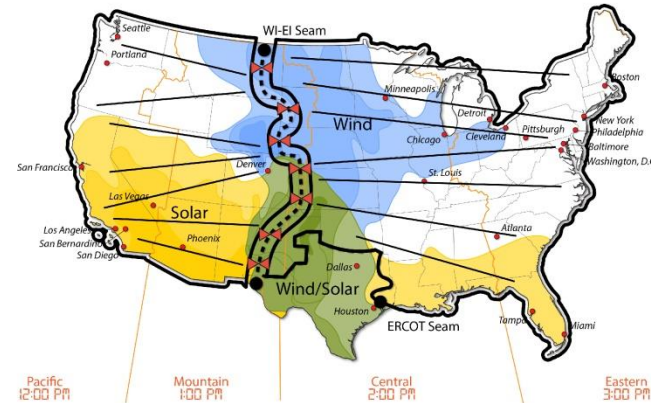 Seattle
WI-EI Seam
Portland
Minneapolis
Boston
Detroit
New York
Wind
Pittsburgh
Philadelphia
Chicago
Cleveland
Baltimore
Washington, D.C
San Francisco
Denver
St. Louis
Las Vegas
Solar
Los Angeles
Atlanta
San Bernardino
Phoenix
San Diego
Dallas
Wind/Solar
Houston
Tampa
Miami
ERCOT Seam
Pacific
12:00 PM
Mountain
1:00 PM
Central
2:00 PM
Eastern
3:00 PM